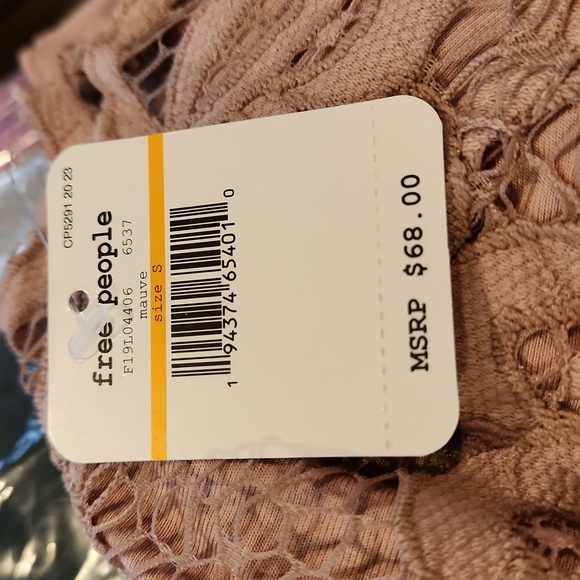 CP5291 20 23
free people
F19L04406 6537
mauve
size S
1 94374 65401 0
MSRP $68.00